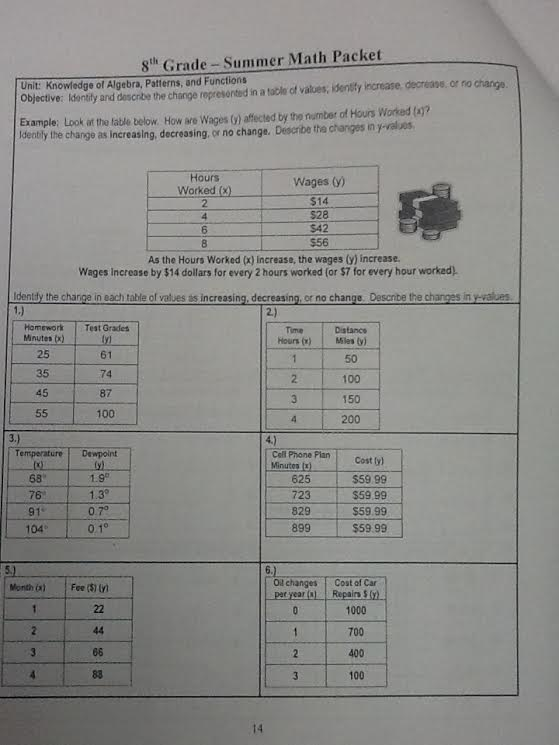 8th Grade – Summer Math Packet
Unit: Knowledge of Algebra, Patterns, and Functions
Objective: Identify and describe the change represented in a table of values; identify increase, decrease, or no change.
Example: Look at the table below. How are Wages (y) affected by the number of Hours Worked (x)?
Identify the change as increasing, decreasing, or no change. Describe the changes in y-values.
Hours Worked (x) Wages (y)
2 $14
4 $28
6 $42
8 $56
As the Hours Worked (x) increase, the wages (y) increase.
Wages increase by $14 dollars for every 2 hours worked (or $7 for every hour worked).
Identify the change in each table of values as increasing, decreasing, or no change. Describe the changes in y-values.
1.)
Homework Minutes (x) Test Grades (y)
25 61
35 74
45 87
55 100
2.)
Time Hours (x) Distance Miles (y)
1 50
2 100
3 150
4 200
3.)
Temperature (x) Dewpoint (y)
68° 1.9°
76° 1.3°
91° 0.7°
104° 0.1°
4.)
Cell Phone Plan Minutes (x) Cost (y)
625 $59.99
723 $59.99
829 $59.99
899 $59.99
5.)
Month (x) Fee ($) (y)
1 22
2 44
3 66
4 88
6.)
Oil changes per year (x) Cost of Car Repairs $ (y)
0 1000
1 700
2 400
3 100
14